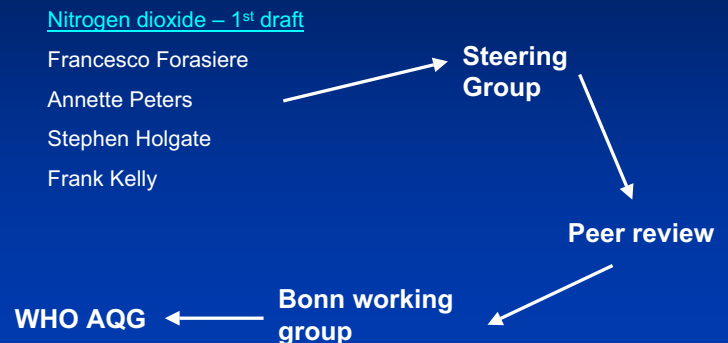 Nitrogen dioxide – 1st draft
Francesco Forasiere
Annette Peters
Stephen Holgate
Frank Kelly
Steering
Group
Peer review
Bonn working
group
WHO AQG